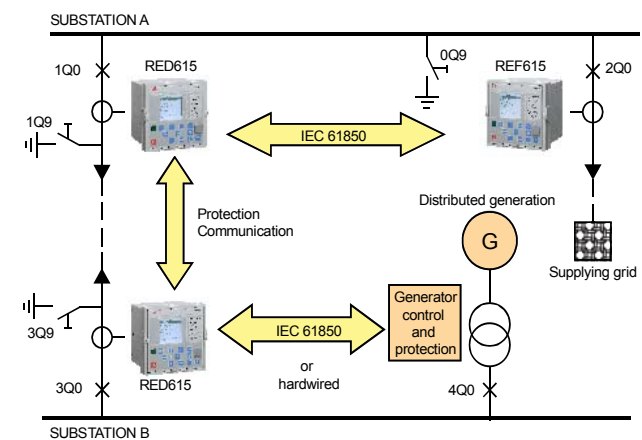 SUBSTATION A
1Q0
RED615
0Q9
REF615
2Q0
1Q9
IEC 61850
Protection
Communication
Distributed generation
G
Supplying grid
3Q9
IEC 61850
Generator
control
and
protection
or
hardwired
3Q0
RED615
4Q0
SUBSTATION B